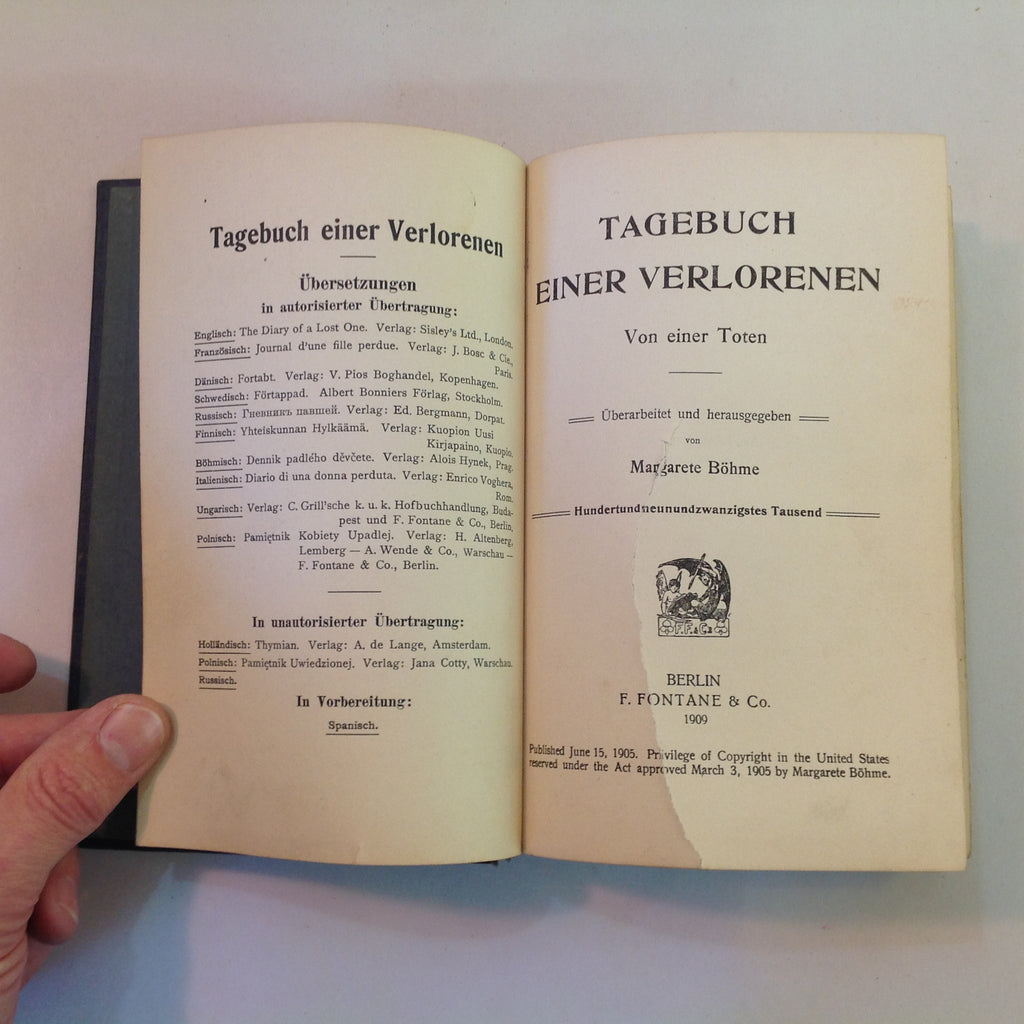 Tagebuch einer Verlorenen
Übersetzungen
in autorisierter Übertragung:
Englisch: The Diary of a Lost One. Verlag: Sisley's Ltd., London.
Französisch: Journal d'une fille perdue. Verlag: J. Bosc & Cie.,
Paris.
Dänisch: Fortabt. Verlag: V. Pios Boghandel, Kopenhagen.
Schwedisch: Förtappad. Albert Bonniers Förlag, Stockholm.
Russisch: Гневникъ павшей. Verlag: Ed. Bergmann, Dorpat.
Finnisch: Yhteiskunnan Hylkäämä. Verlag: Kuopion Uusi
Kirjapaino, Kuopio.
Böhmisch: Dennik padlého děvčete. Verlag: Alois Hynek, Prag.
Italienisch: Diario di una donna perduta. Verlag: Enrico Voghera,
Rom.
Ungarisch: Verlag: C. Grill'sche k. u. k. Hofbuchhandlung, Buda-
pest und F. Fontane & Co., Berlin.
Polnisch: Pamiętnik Kobiety Upadlej. Verlag: H. Altenberg,
Lemberg — A. Wende & Co., Warschau —
F. Fontane & Co., Berlin.
In unautorisierter Übertragung:
Holländisch: Thymian. Verlag: A. de Lange, Amsterdam.
Polnisch: Pamiętnik Uwiedzionej. Verlag: Jana Cotty, Warschau.
Russisch.
In Vorbereitung:
Spanisch.
TAGEBUCH
EINER VERLORENEN
Von einer Toten
Überarbeitet und herausgegeben
von
Margarete Böhme
Hundertundneunundzwanzigstes Tausend
F.F.& Co
BERLIN
F. FONTANE & Co.
1909
Published June 15, 1905. Privilege of Copyright in the United States
reserved under the Act approved March 3, 1905 by Margarete Böhme.